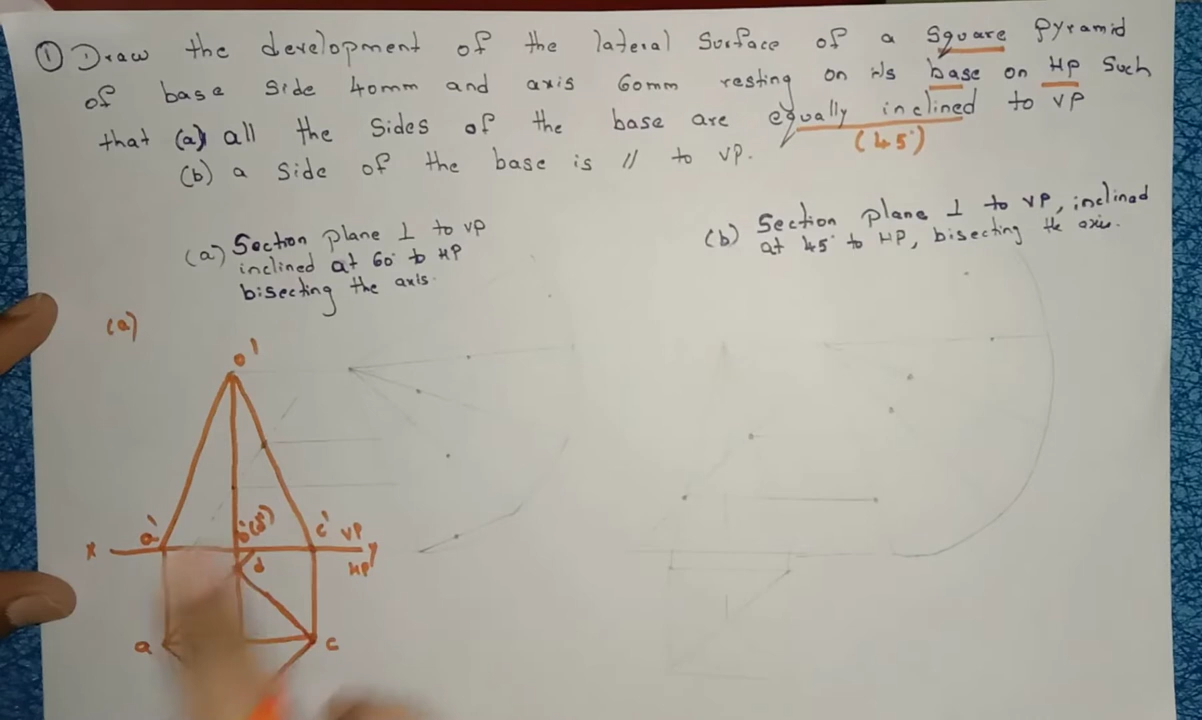 ① Draw the development of the lateral Surface of a Square Pyramid
of base side 40mm and axis 60mm resting on its base on HP Such
that (a) all the Sides of the base are equally inclined to VP
(45°)
(b) a Side of the base is // to VP.
(a) Section plane ⊥ to VP
inclined at 60° to HP
bisecting the axis.
(b) Section plane ⊥ to VP, inclined
at 45° to HP, bisecting the axis.
(a)
o'
a' c' VP
X Y
HP
d
a c